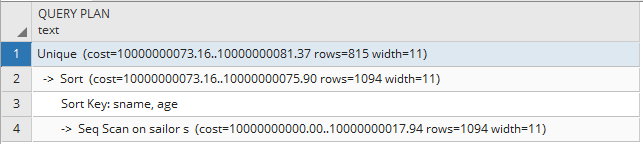 QUERY PLAN
text
1 Unique (cost=10000000073.16..10000000081.37 rows=815 width=11)
2 -> Sort (cost=10000000073.16..10000000075.90 rows=1094 width=11)
3 Sort Key: sname, age
4 -> Seq Scan on sailor s (cost=10000000000.00..10000000017.94 rows=1094 width=11)